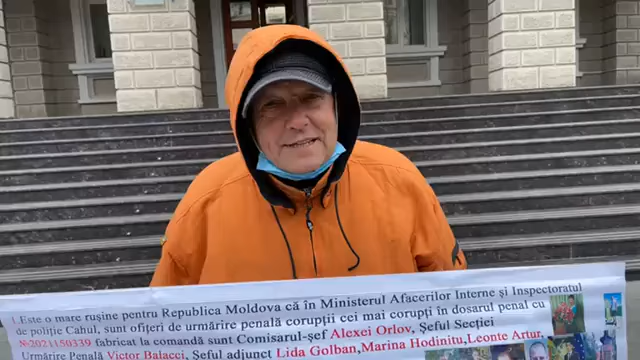 1.Este o mare rușine pentru Republica Moldova că în Ministerul Afacerilor Interne și Inspectoratul
de poliție Cahul, sunt ofițeri de urmărire penală corupții cei mai corupți în dosarul penal cu
№2021150339 fabricat la comandă sunt Comisarul-șef Alexei Orlov, Șeful Secției
Urmărire Penală Victor Balacci, Șeful adjunct Lida Golban,Marina Hodinitu,Leonte Artur,